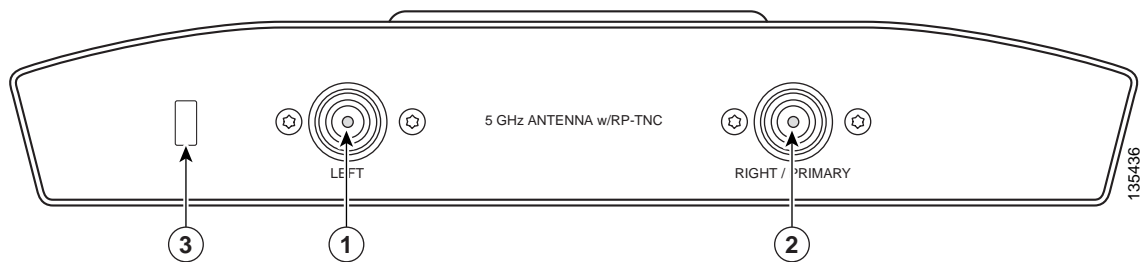 5 GHz ANTENNA w/RP-TNC
LEFT
RIGHT / PRIMARY
135436
3
1
2